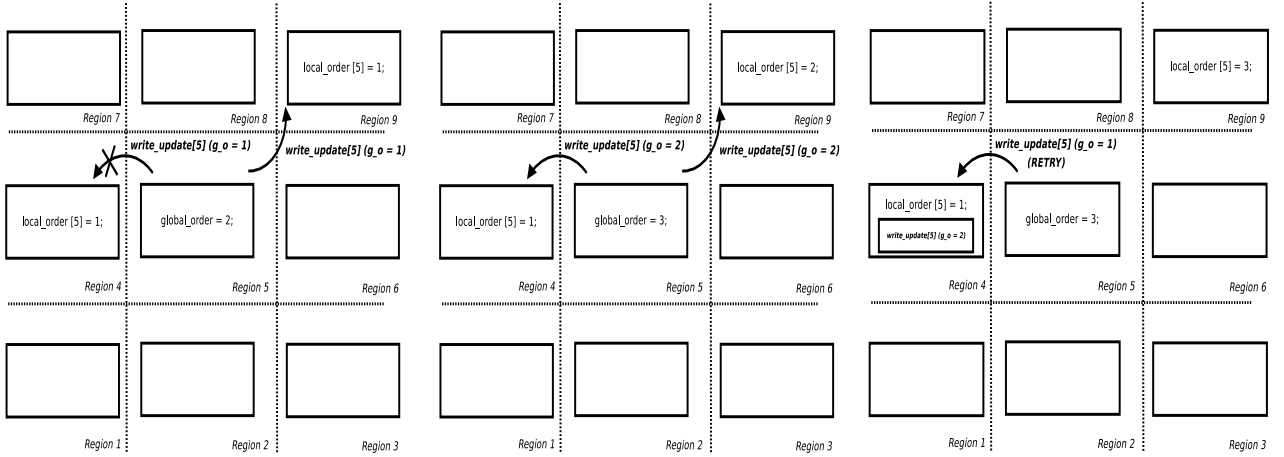 local_order [5] = 1;
Region 7
Region 8
Region 9
write_update[5] (g_o = 1)
write_update[5] (g_o = 1)
local_order [5] = 1;
global_order = 2;
Region 4
Region 5
Region 6
Region 1
Region 2
Region 3
local_order [5] = 2;
Region 7
Region 8
Region 9
write_update[5] (g_o = 2)
write_update[5] (g_o = 2)
local_order [5] = 1;
global_order = 3;
Region 4
Region 5
Region 6
Region 1
Region 2
Region 3
local_order [5] = 3;
Region 7
Region 8
Region 9
write_update[5] (g_o = 1)
(RETRY)
local_order [5] = 1;
write_update[5] (g_o = 2)
global_order = 3;
Region 4
Region 5
Region 6
Region 1
Region 2
Region 3